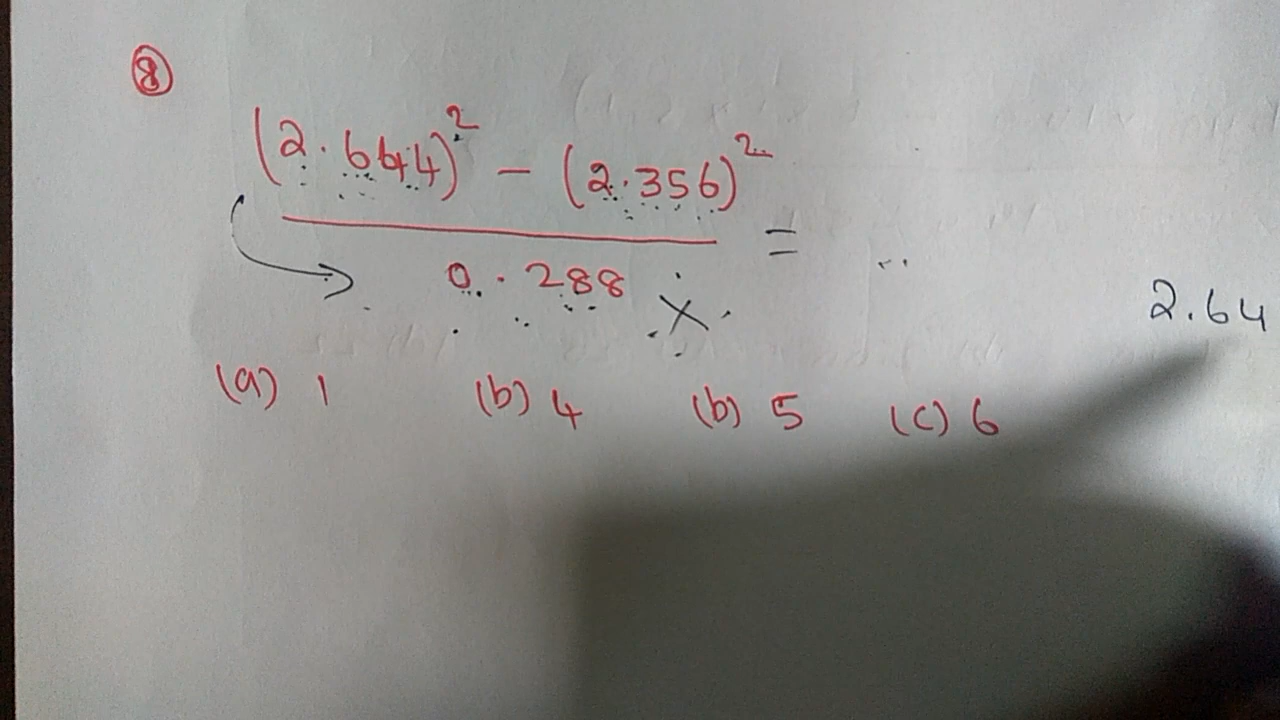 8
(2.644)² - (2.356)²
=
0.288
2.64
(a) 1 (b) 4 (b) 5 (c) 6